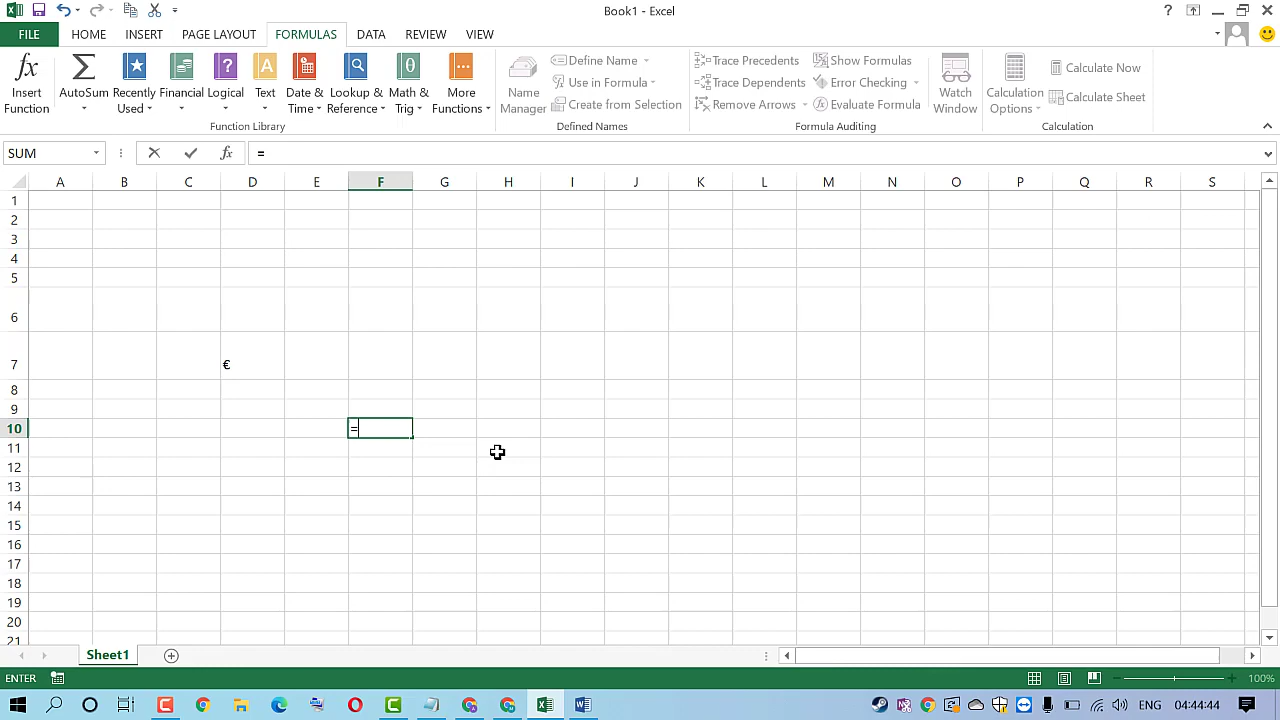 Book1 - Excel
?
FILE HOME INSERT PAGE LAYOUT FORMULAS DATA REVIEW VIEW
fx Σ ? A θ
Insert Function
AutoSum
Recently Used
Financial
Logical
Text
Date & Time
Lookup & Reference
Math & Trig
More Functions
Function Library
Name Manager
Define Name
Use in Formula
Create from Selection
Defined Names
Trace Precedents
Trace Dependents
Remove Arrows
Show Formulas
Error Checking
Evaluate Formula
Formula Auditing
Watch Window
Calculation Options
Calculate Now
Calculate Sheet
Calculation
SUM fx =
A B C D E F G H I J K L M N O P Q R S
1
2
3
4
5
6
7 €
8
9
10 =
11
12
13
14
15
16
17
18
19
20
21
Sheet1
ENTER 100%
ENG 04:44:44